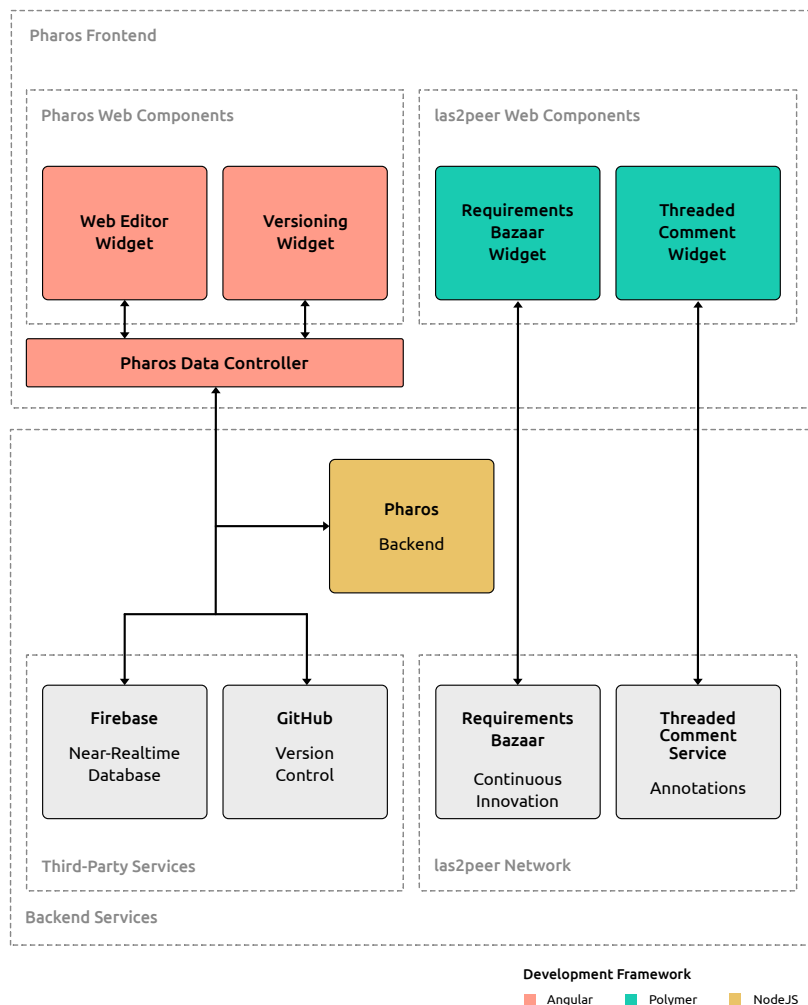 Pharos Frontend
Pharos Web Components
las2peer Web Components
Web Editor
Widget
Versioning
Widget
Requirements
Bazaar
Widget
Threaded
Comment
Widget
Pharos Data Controller
Pharos
Backend
Firebase
Near-Realtime
Database
GitHub
Version
Control
Requirements
Bazaar
Continuous
Innovation
Threaded
Comment
Service
Annotations
Third-Party Services
las2peer Network
Backend Services
Development Framework
Angular
Polymer
NodeJS